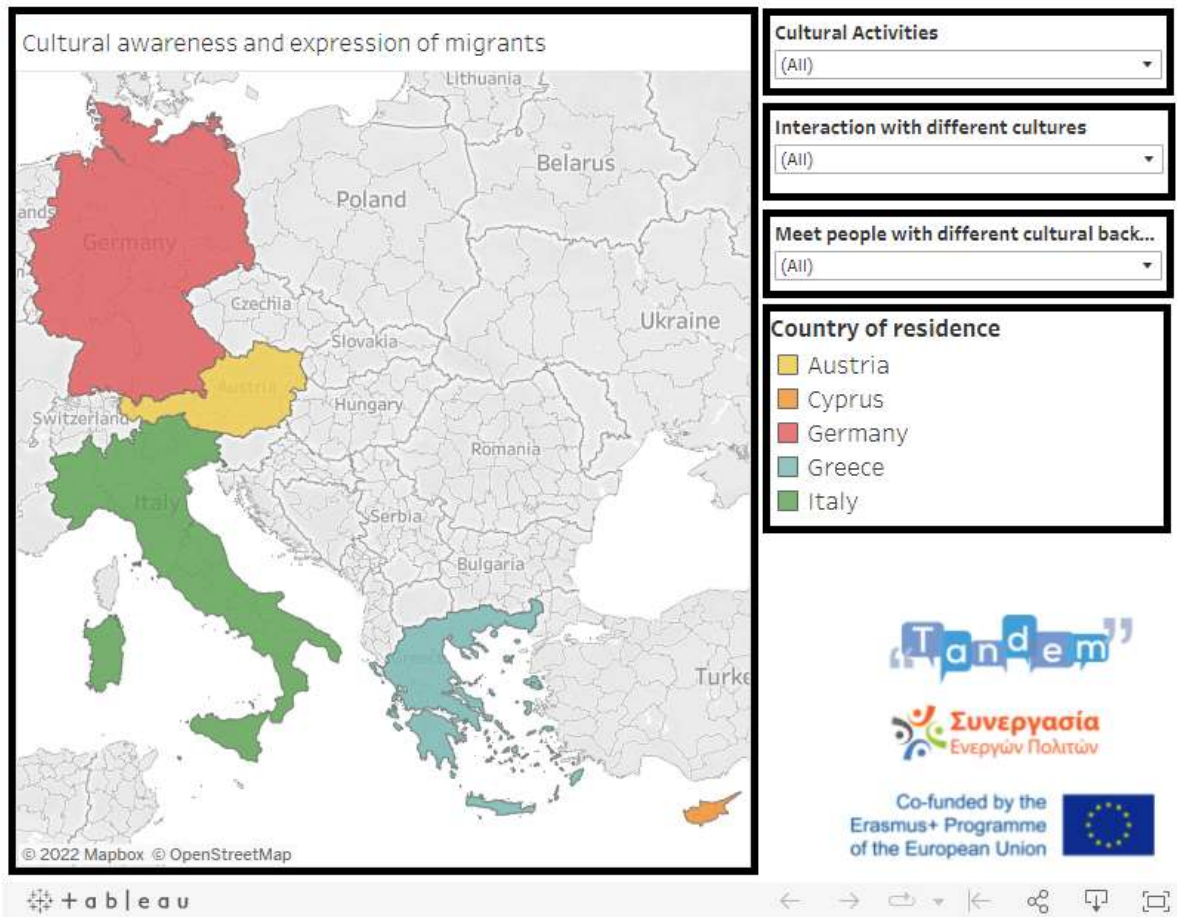 Cultural awareness and expression of migrants
Lithuania
Belarus
Poland
ands
Germany
Czechia
Ukraine
Slovakia
Austria
Hungary
Switzerland
Romania
Italy
Serbia
Bulgaria
Turke
© 2022 Mapbox © OpenStreetMap
Cultural Activities
(All)
Interaction with different cultures
(All)
Meet people with different cultural back...
(All)
Country of residence
Austria
Cyprus
Germany
Greece
Italy
“Tandem”
Συνεργασία
Ενεργών Πολιτών
Co-funded by the
Erasmus+ Programme
of the European Union
+ a b l e a u